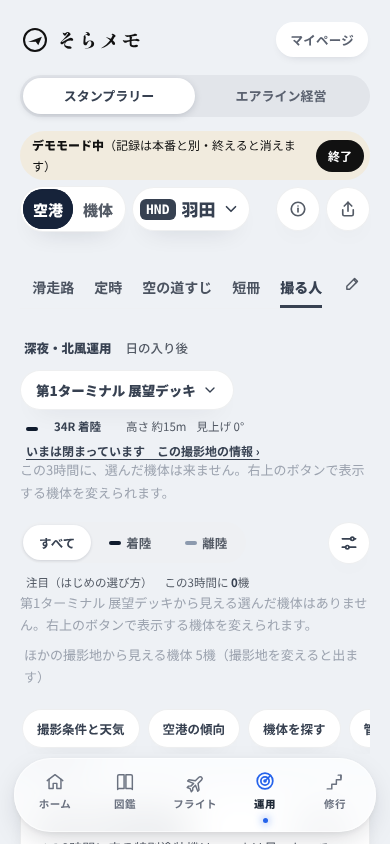 そらメモ
マイページ
スタンプラリー エアライン経営
デモモード中（記録は本番と別・終えると消えま
す）
終了
空港 機体 HND 羽田
滑走路 定時 空の道すじ 短冊 撮る人
深夜・北風運用 日の入り後
第1ターミナル 展望デッキ
34R 着陸 高さ 約15m 見上げ 0°
いまは閉まっています この撮影地の情報 ›
この3時間に、選んだ機体は来ません。右上のボタンで表示
する機体を変えられます。
すべて 着陸 離陸
注目（はじめの選び方） この3時間に 0機
第1ターミナル 展望デッキから見える選んだ機体はありませ
ん。右上のボタンで表示する機体を変えられます。
ほかの撮影地から見える機体 5機（撮影地を変えると出ま
す）
撮影条件と天気 空港の傾向 機体を探す
ホーム 図鑑 フライト 運用 修行